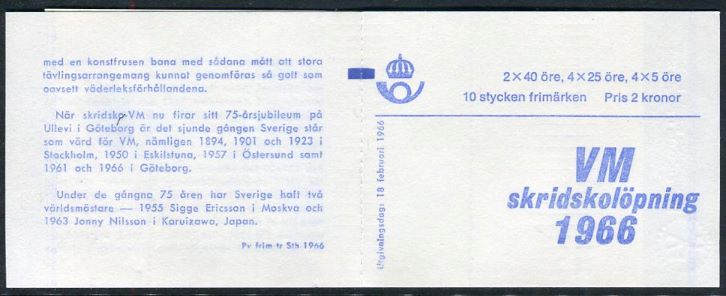 med en konstfrusen bana med sådana mått att stora
tävlingsarrangemang kunnat genomföras så gott som
oavsett väderleksförhållandena.
När skridsko-VM nu firar sitt 75-årsjubileum på
Ullevi i Göteborg är det sjunde gången Sverige står
som värd för VM, nämligen 1894, 1901 och 1923 i
Stockholm, 1950 i Eskilstuna, 1957 i Östersund samt
1961 och 1966 i Göteborg.
Under de gångna 75 åren har Sverige haft två
världsmästare — 1955 Sigge Ericsson i Moskva och
1963 Jonny Nilsson i Karuizawa, Japan.
Pv frim tr Sth 1966
Utgivningsdag: 18 februari 1966
2×40 öre, 4×25 öre, 4×5 öre
10 stycken frimärken Pris 2 kronor
VM
skridskolöpning
1966